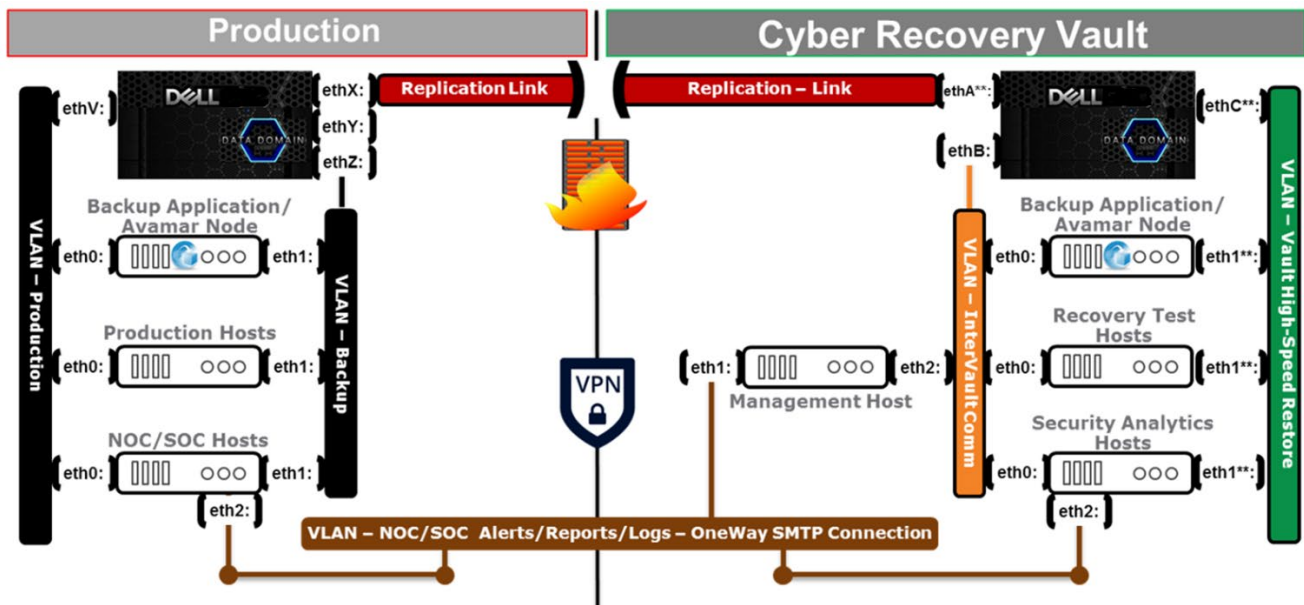 Production
Cyber Recovery Vault
ethV:
DELL
DATA DOMAIN
ethX:
ethY:
ethZ:
Replication Link
Replication – Link
ethA**:
ethB:
DELL
DATA DOMAIN
ethC**:
VLAN – Production
Backup Application/
Avamar Node
eth0:
eth1:
Production Hosts
eth0:
eth1:
NOC/SOC Hosts
eth0:
eth1:
eth2:
VLAN – Backup
VPN
eth1:
eth2:
Management Host
VLAN – InterVault Comm
Backup Application/
Avamar Node
eth0:
eth1**:
Recovery Test
Hosts
eth0:
eth1**:
Security Analytics
Hosts
eth0:
eth1**:
eth2:
VLAN – Vault High-Speed Restore
VLAN – NOC/SOC Alerts/Reports/Logs – OneWay SMTP Connection